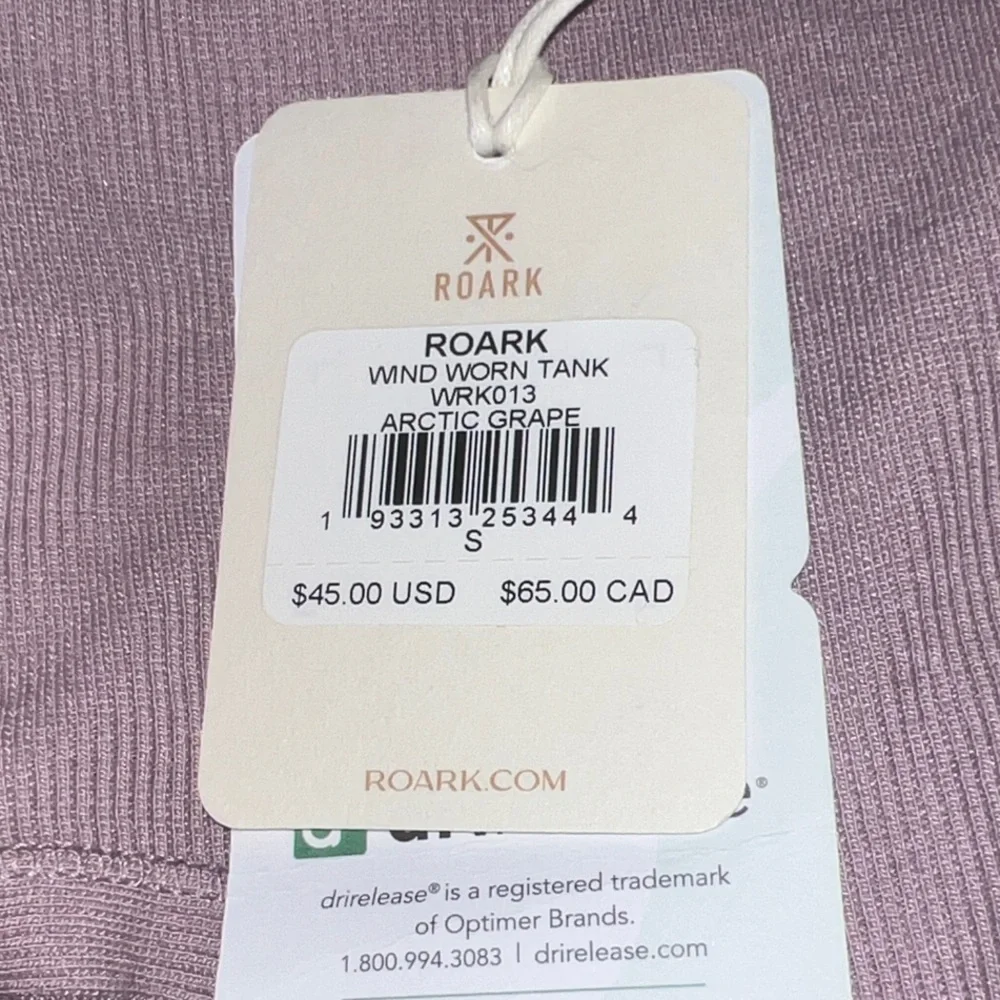 ROARK
ROARK
WIND WORN TANK
WRK013
ARCTIC GRAPE
1 93313 25344 4
S
$45.00 USD $65.00 CAD
ROARK.COM
drirelease® is a registered trademark
of Optimer Brands.
1.800.994.3083 | drirelease.com